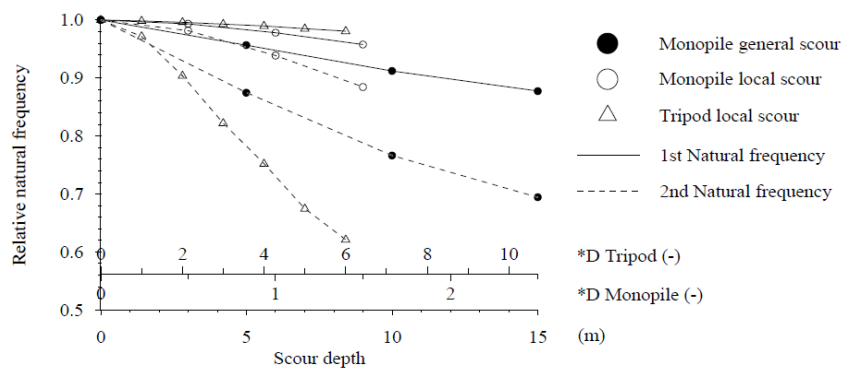 Relative natural frequency
1.0
0.9
0.8
0.7
0.6
0.5
0 2 4 6 8 10
0 1 2
0 5 10 15
Scour depth
Monopile general scour
Monopile local scour
Tripod local scour
1st Natural frequency
2nd Natural frequency
*D Tripod (-)
*D Monopile (-)
(m)